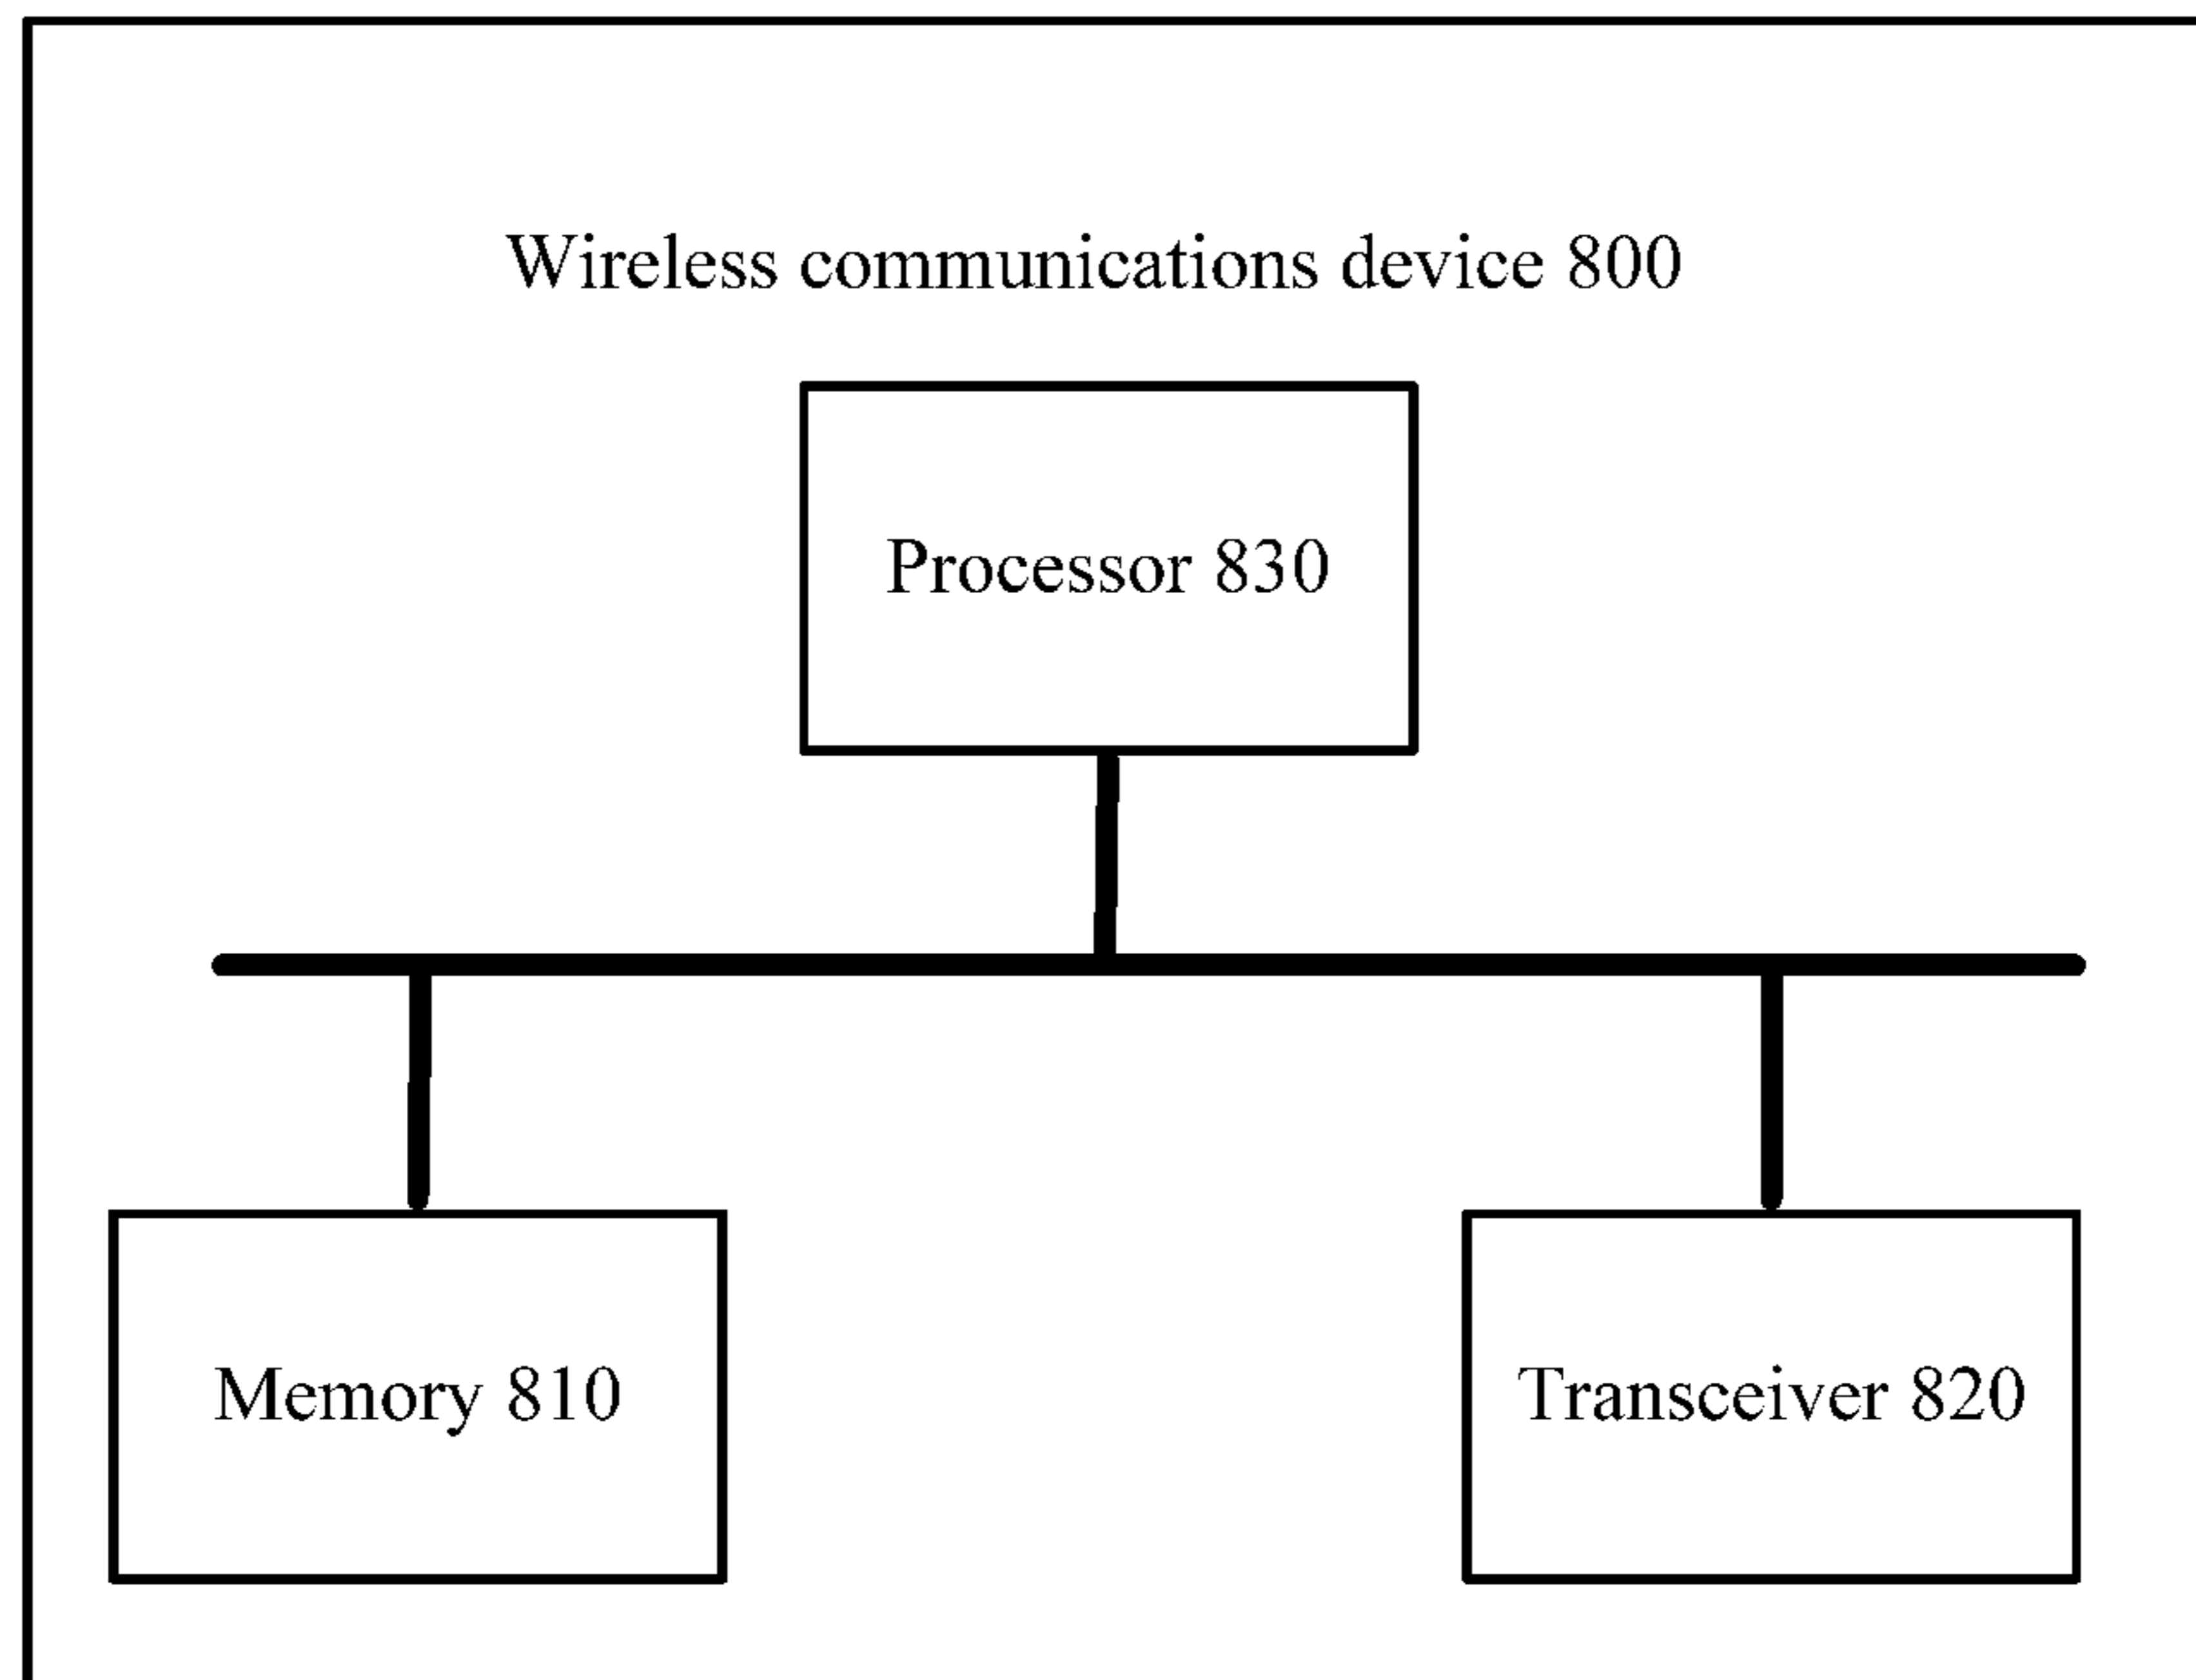 Wireless communications device 800
Processor 830
Memory 810
Transceiver 820